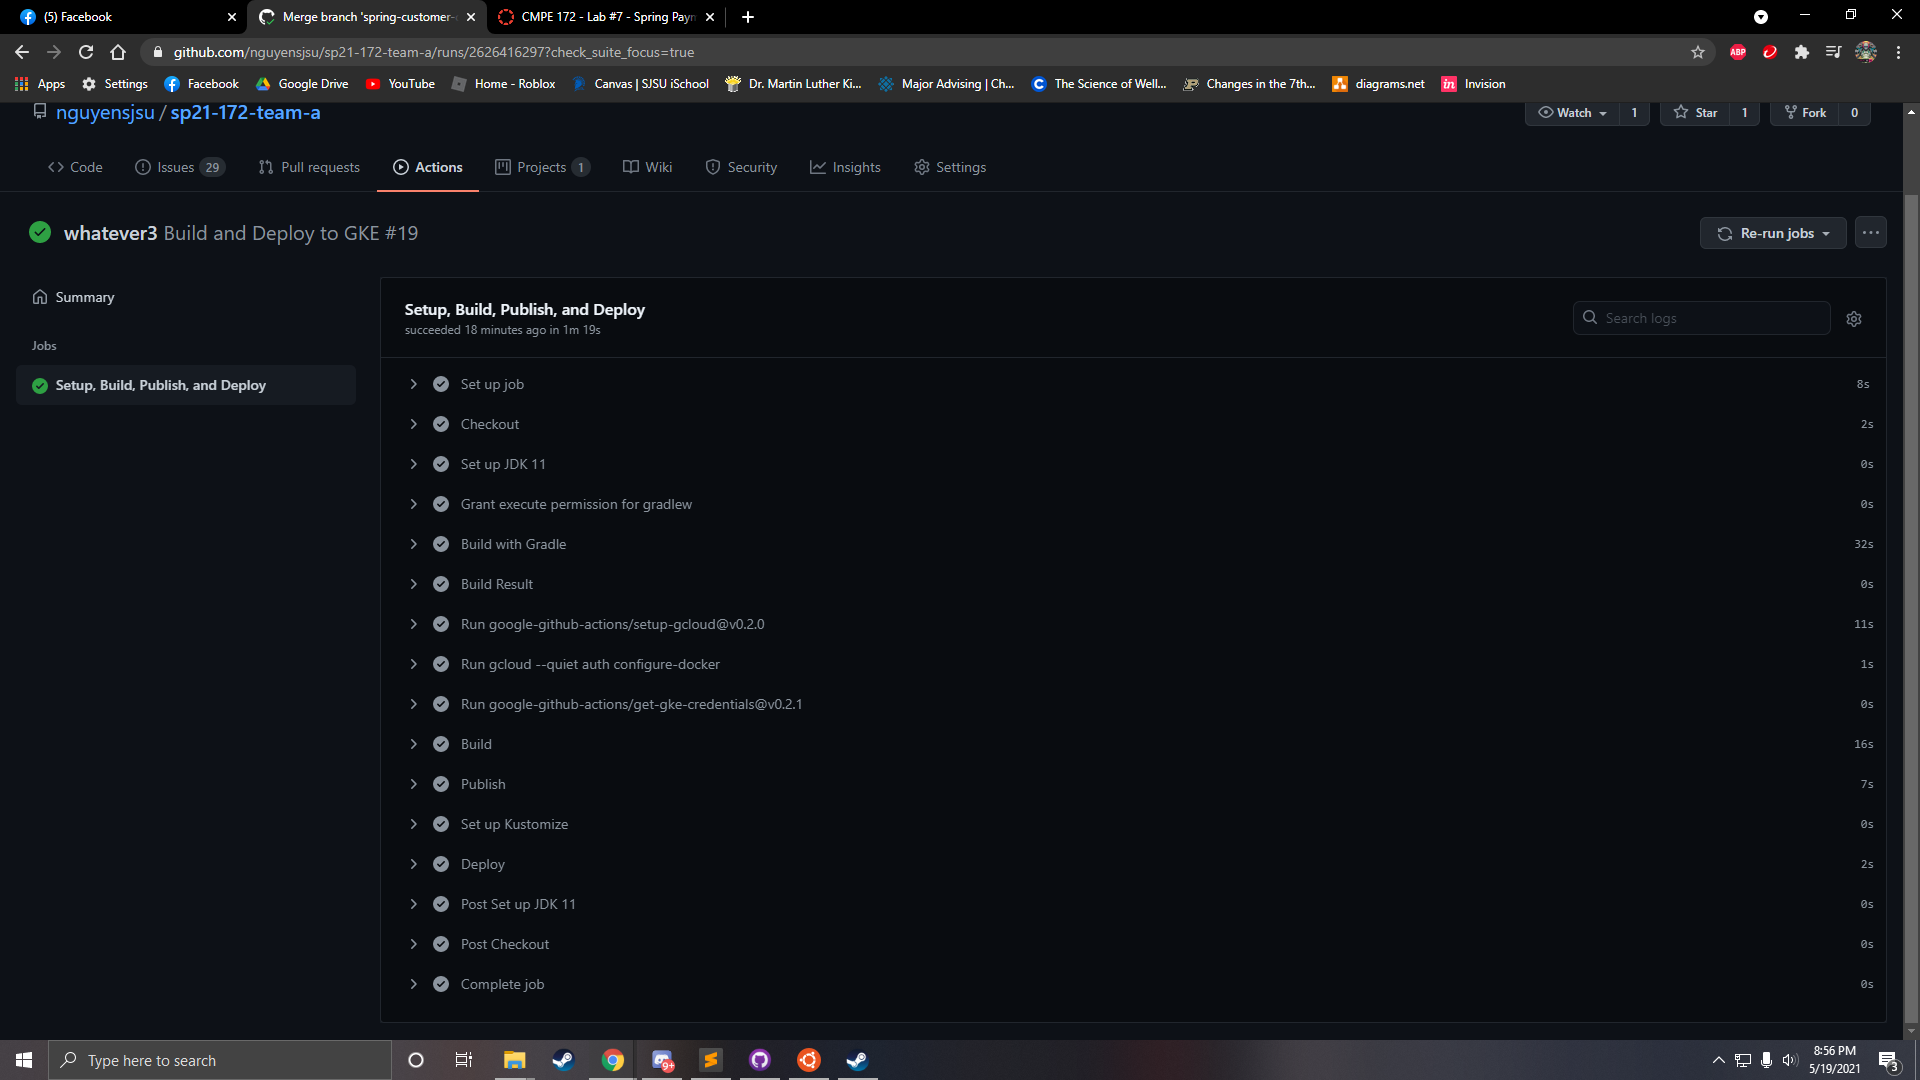 (5) Facebook
Merge branch 'spring-customer-
CMPE 172 - Lab #7 - Spring Paym
github.com/nguyensjsu/sp21-172-team-a/runs/2626416297?check_suite_focus=true
ABP
Apps
Settings
Facebook
Google Drive
YouTube
Home - Roblox
Canvas | SJSU iSchool
Dr. Martin Luther Ki...
Major Advising | Ch...
The Science of Well...
Changes in the 7th...
diagrams.net
in
Invision
nguyensjsu / sp21-172-team-a
Watch 1
Star 1
Fork 0
Code
Issues 29
Pull requests
Actions
Projects 1
Wiki
Security
Insights
Settings
whatever3 Build and Deploy to GKE #19
Re-run jobs
Summary
Jobs
Setup, Build, Publish, and Deploy
Setup, Build, Publish, and Deploy
succeeded 18 minutes ago in 1m 19s
Search logs
Set up job 8s
Checkout 2s
Set up JDK 11 0s
Grant execute permission for gradlew 0s
Build with Gradle 32s
Build Result 0s
Run google-github-actions/setup-gcloud@v0.2.0 11s
Run gcloud --quiet auth configure-docker 1s
Run google-github-actions/get-gke-credentials@v0.2.1 0s
Build 16s
Publish 7s
Set up Kustomize 0s
Deploy 2s
Post Set up JDK 11 0s
Post Checkout 0s
Complete job 0s
Type here to search
9+
8:56 PM
5/19/2021
3